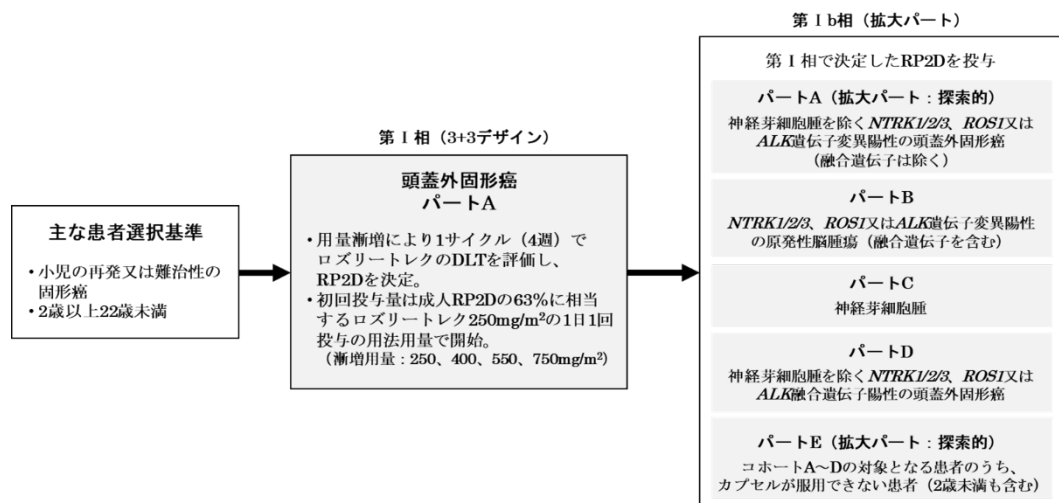 主な患者選択基準
・小児の再発又は難治性の
固形癌
・2歳以上22歳未満
第Ⅰ相（3+3デザイン）
頭蓋外固形癌
パートA
・用量漸増により1サイクル（4週）で
ロズリートレクのDLTを評価し、
RP2Dを決定。
・初回投与量は成人RP2Dの63%に相当
するロズリートレク250mg/m²の1日1回
投与の用法用量で開始。
（漸増用量：250、400、550、750mg/m²）
第Ⅰb相（拡大パート）
第Ⅰ相で決定したRP2Dを投与
パートA（拡大パート：探索的）
神経芽細胞腫を除くNTRK1/2/3、ROS1又は
ALK遺伝子変異陽性の頭蓋外固形癌
（融合遺伝子は除く）
パートB
NTRK1/2/3、ROS1又はALK遺伝子変異陽性
の原発性脳腫瘍（融合遺伝子を含む）
パートC
神経芽細胞腫
パートD
神経芽細胞腫を除くNTRK1/2/3、ROS1又は
ALK融合遺伝子陽性の頭蓋外固形癌
パートE（拡大パート：探索的）
コホートA～Dの対象となる患者のうち、
カプセルが服用できない患者（2歳未満も含む）